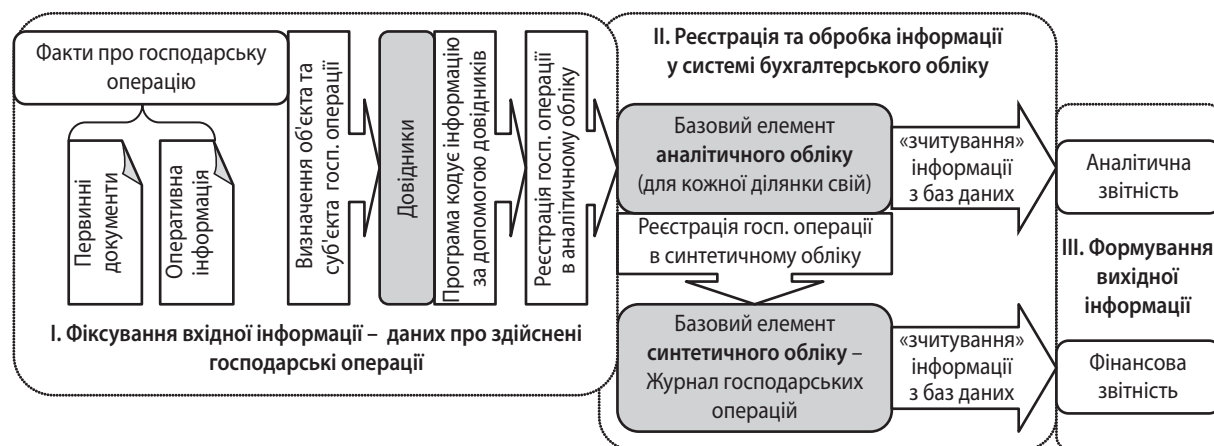 Факти про господарську
операцію
Первинні
документи
Оперативна
інформація
Визначення об'єкта та
суб'єкта госп. операції
Довідники
Програма кодує інформацію
за допомогою довідників
Реєстрація госп. операції
в аналітичному обліку
I. Фіксування вхідної інформації – даних про здійснені
господарські операції
II. Реєстрація та обробка інформації
у системі бухгалтерського обліку
Базовий елемент
аналітичного обліку
(для кожної ділянки свій)
«зчитування»
інформації
з баз даних
Реєстрація госп. операції
в синтетичному обліку
Базовий елемент
синтетичного обліку –
Журнал господарських
операцій
«зчитування»
інформації
з баз даних
Аналітична
звітність
III. Формування
вихідної
інформації
Фінансова
звітність